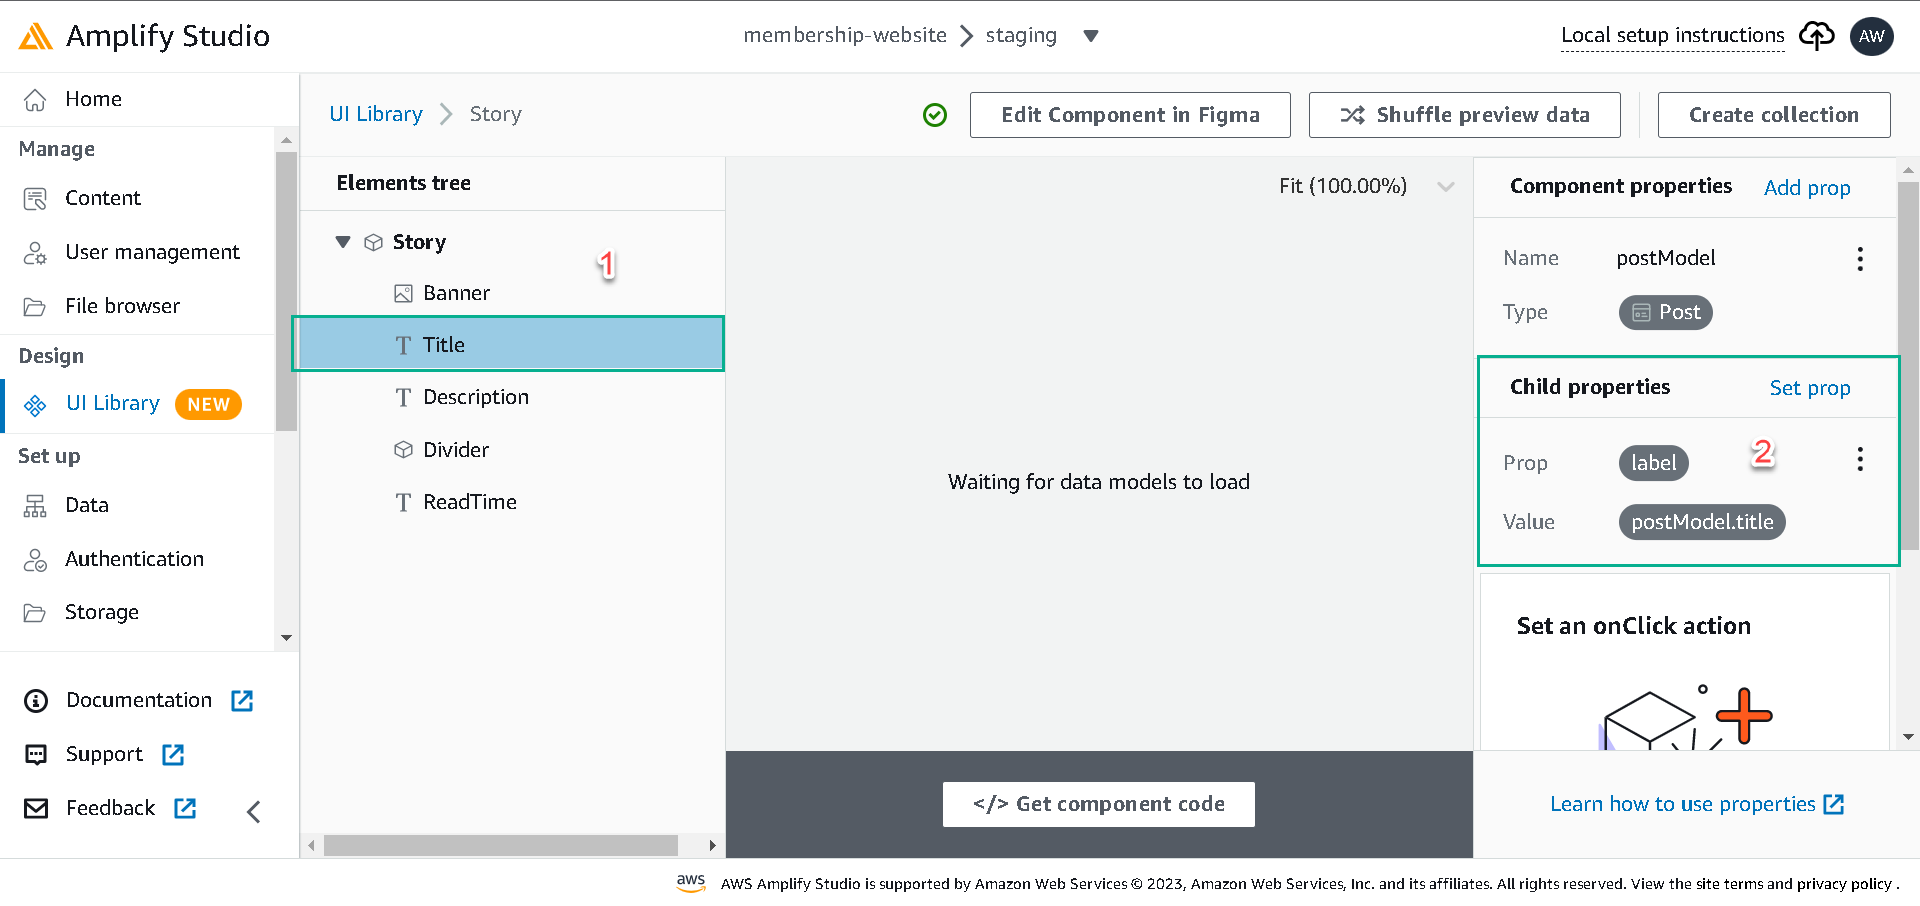 Amplify Studio
membership-website > staging
Local setup instructions
AW
Home
Manage
Content
User management
File browser
Design
UI Library NEW
Set up
Data
Authentication
Storage
Documentation
Support
Feedback
UI Library > Story
Edit Component in Figma
Shuffle preview data
Create collection
Elements tree
Story
1
Banner
Title
Description
Divider
ReadTime
Fit (100.00%)
Waiting for data models to load
</> Get component code
Component properties Add prop
Name postModel
Type Post
Child properties Set prop
Prop label 2
Value postModel.title
Set an onClick action
Learn how to use properties
aws AWS Amplify Studio is supported by Amazon Web Services © 2023, Amazon Web Services, Inc. and its affiliates. All rights reserved. View the site terms and privacy policy .